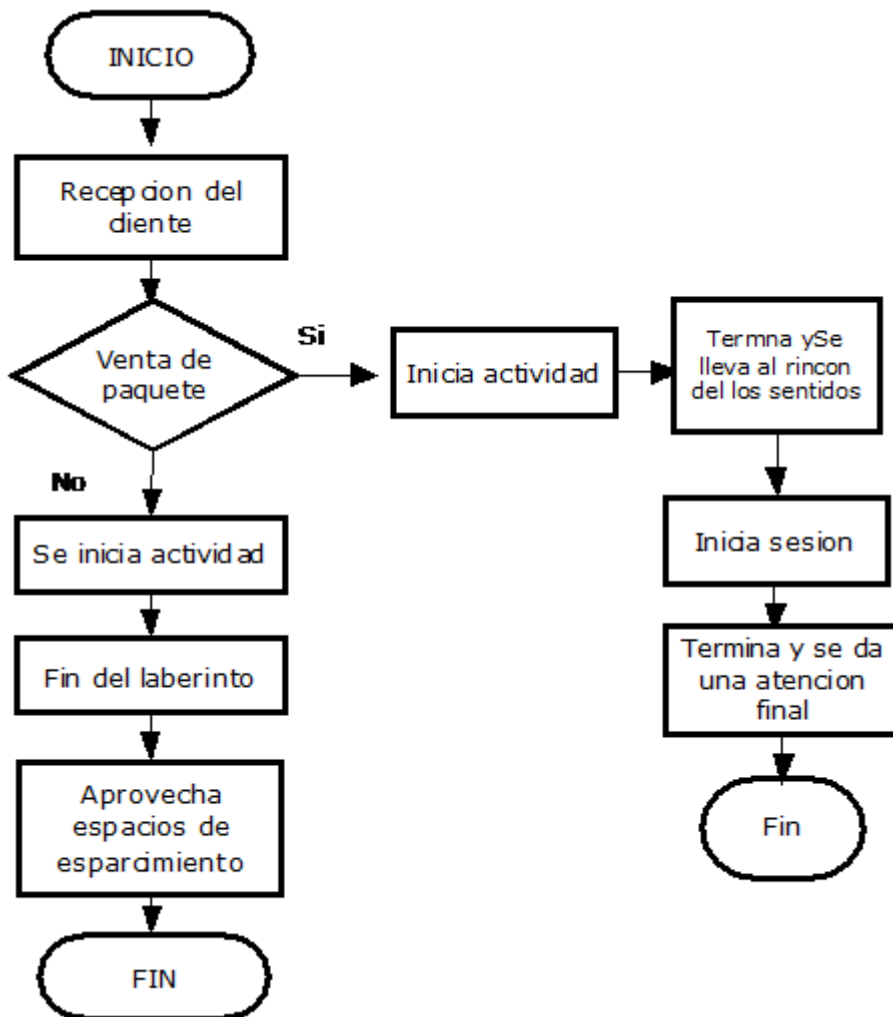 INICIO
Recepcion del
cliente
Venta de
paquete
Si
Inicia actividad
Termna ySe
lleva al rincon
del los sentidos
Inicia sesion
Termina y se da
una atencion
final
Fin
No
Se inicia actividad
Fin del laberinto
Aprovecha
espacios de
esparcimiento
FIN